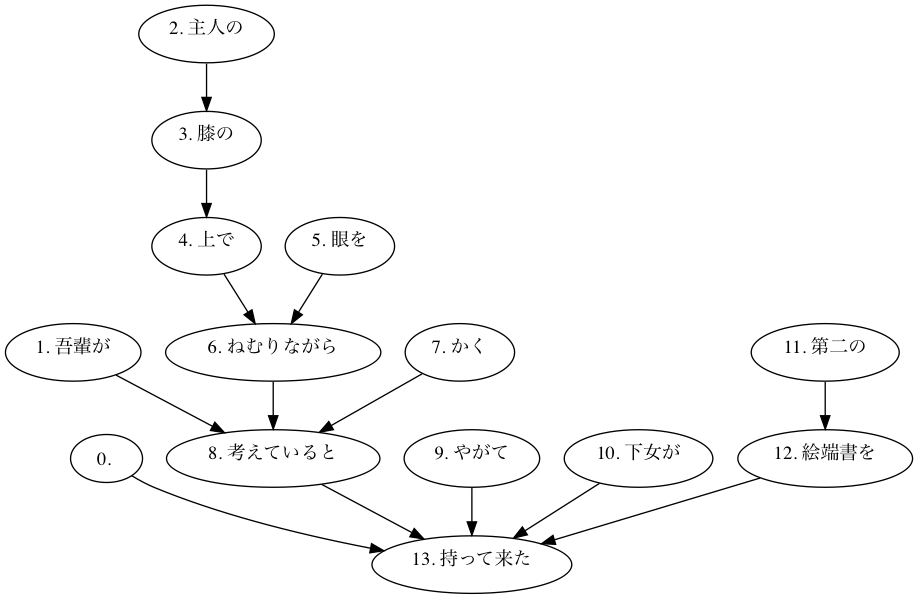 2. 主人の
3. 膝の
4. 上で
5. 眼を
1. 吾輩が
6. ねむりながら
7. かく
11. 第二の
0.
8. 考えていると
9. やがて
10. 下女が
12. 絵端書を
13. 持って来た